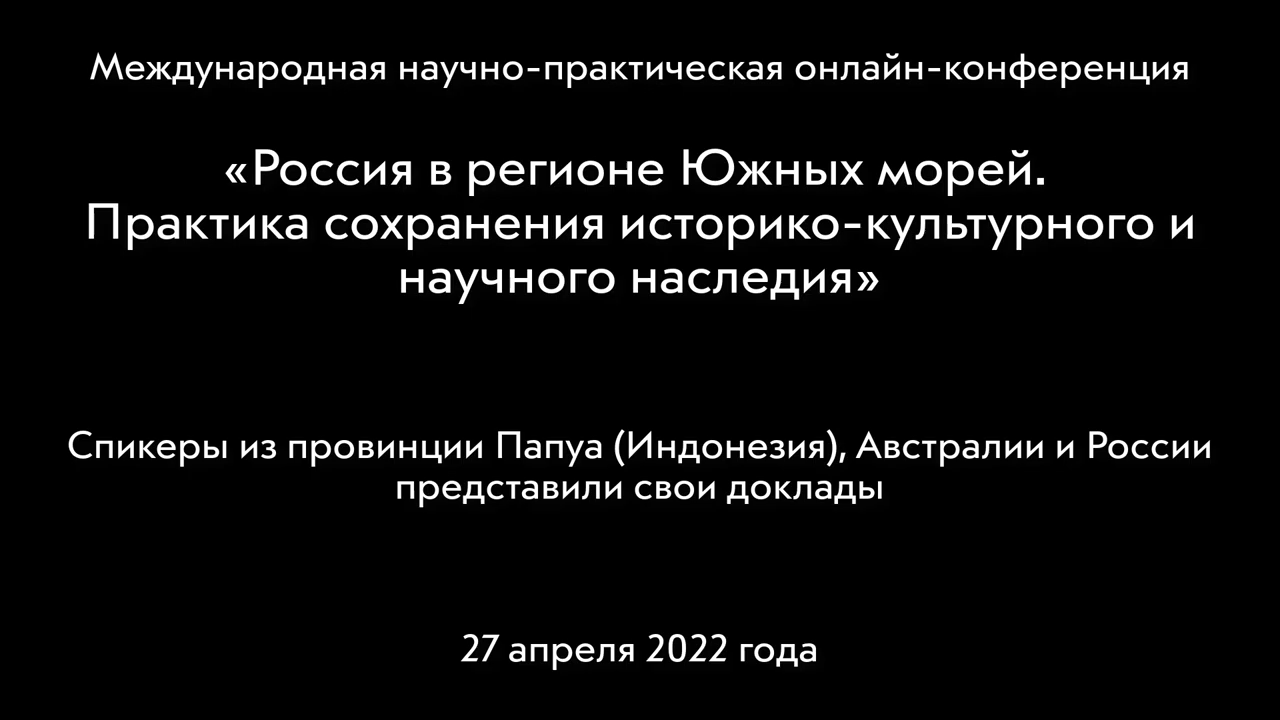 Международная научно-практическая онлайн-конференция
«Россия в регионе Южных морей.
Практика сохранения историко-культурного и
научного наследия»
Спикеры из провинции Папуа (Индонезия), Австралии и России
представили свои доклады
27 апреля 2022 года